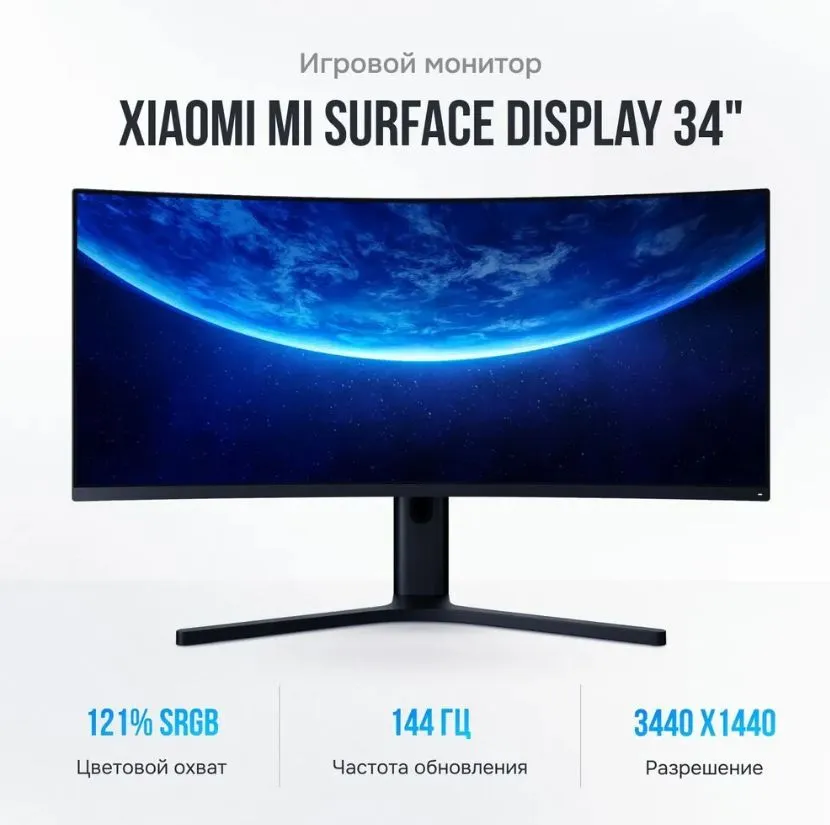 Игровой монитор
XIAOMI MI SURFACE DISPLAY 34"
121% SRGB
Цветовой охват
144 ГЦ
Частота обновления
3440 X1440
Разрешение